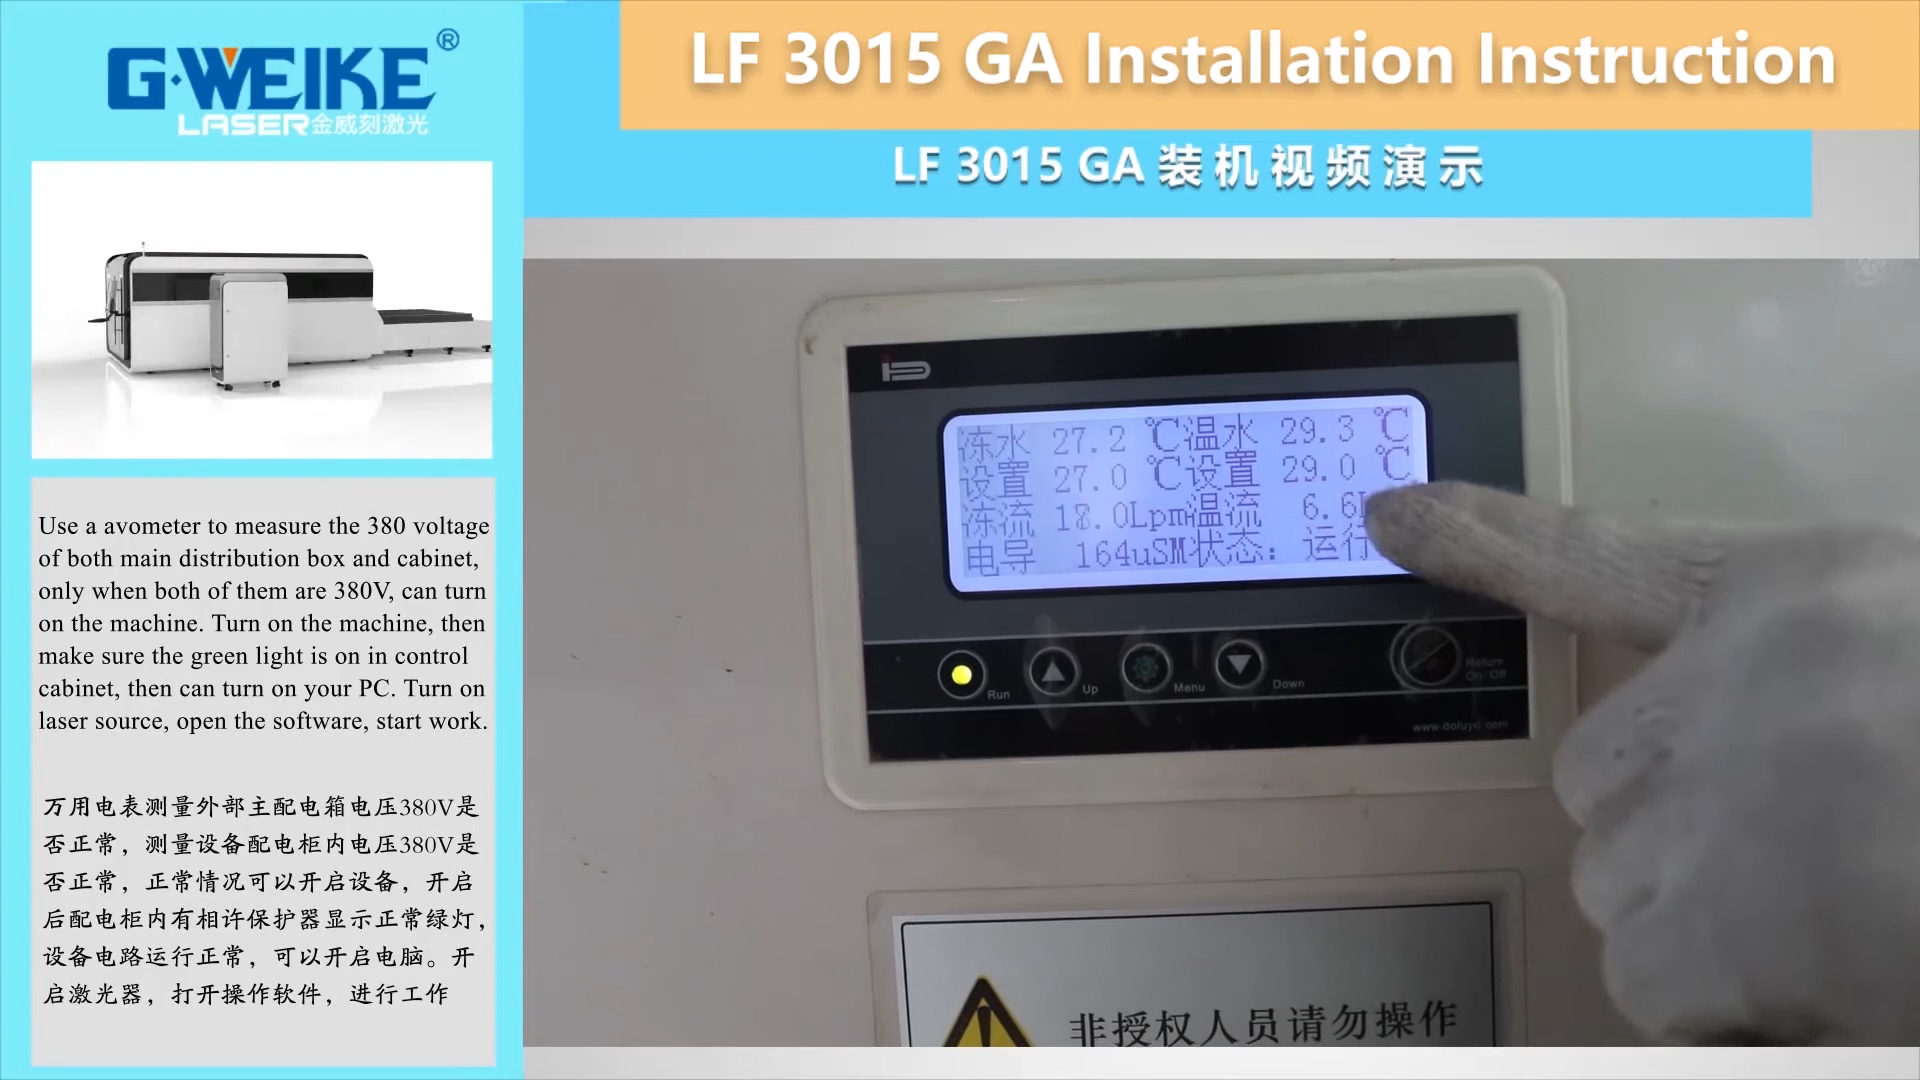 G·WEIKE®
LASER金威刻激光
LF 3015 GA Installation Instruction
LF 3015 GA 装机视频演示
Use a avometer to measure the 380 voltage
of both main distribution box and cabinet,
only when both of them are 380V, can turn
on the machine. Turn on the machine, then
make sure the green light is on in control
cabinet, then can turn on your PC. Turn on
laser source, open the software, start work.
万用电表测量外部主配电箱电压380V是
否正常，测量设备配电柜内电压380V是
否正常，正常情况可以开启设备，开启
后配电柜内有相许保护器显示正常绿灯，
设备电路运行正常，可以开启电脑。开
启激光器，打开操作软件，进行工作
冻水 27.2 ℃温水 29.3 ℃
设置 27.0 ℃设置 29.0 ℃
冻流 18.0Lpm温流 6.6L
电导 164uSM状态：运行
Run Up Menu Down Return
On/Off
非授权人员请勿操作